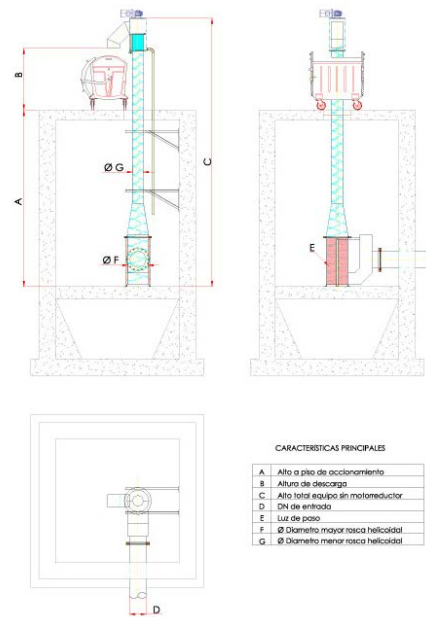 B
A
C
Ø G
Ø F
E
D
CARACTERÍSTICAS PRINCIPALES
A Alto a piso de accionamiento
B Altura de descarga
C Alto total equipo sin motorreductor
D DN de entrada
E Luz de paso
F Ø Diametro mayor rosca helicoidal
G Ø Diametro menor rosca helicoidal